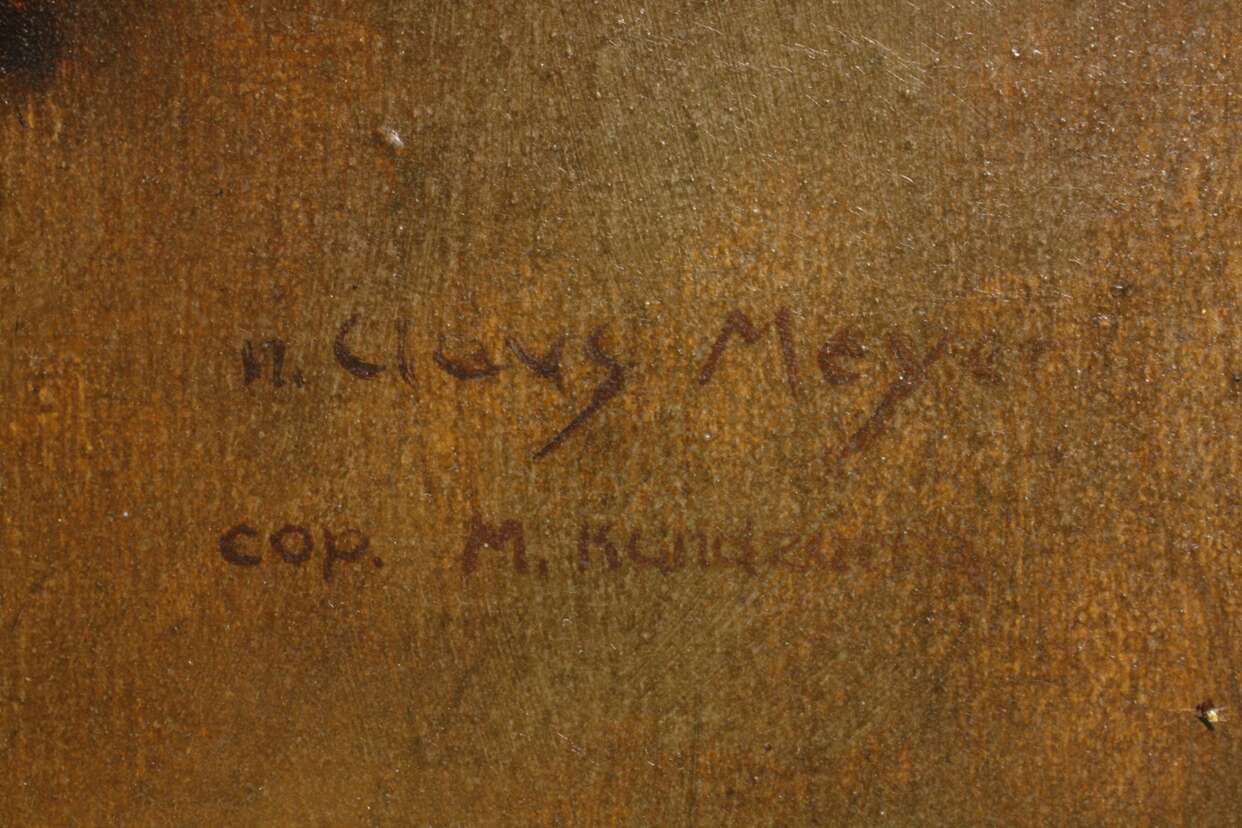 n. Claus Meyer
cop. M.